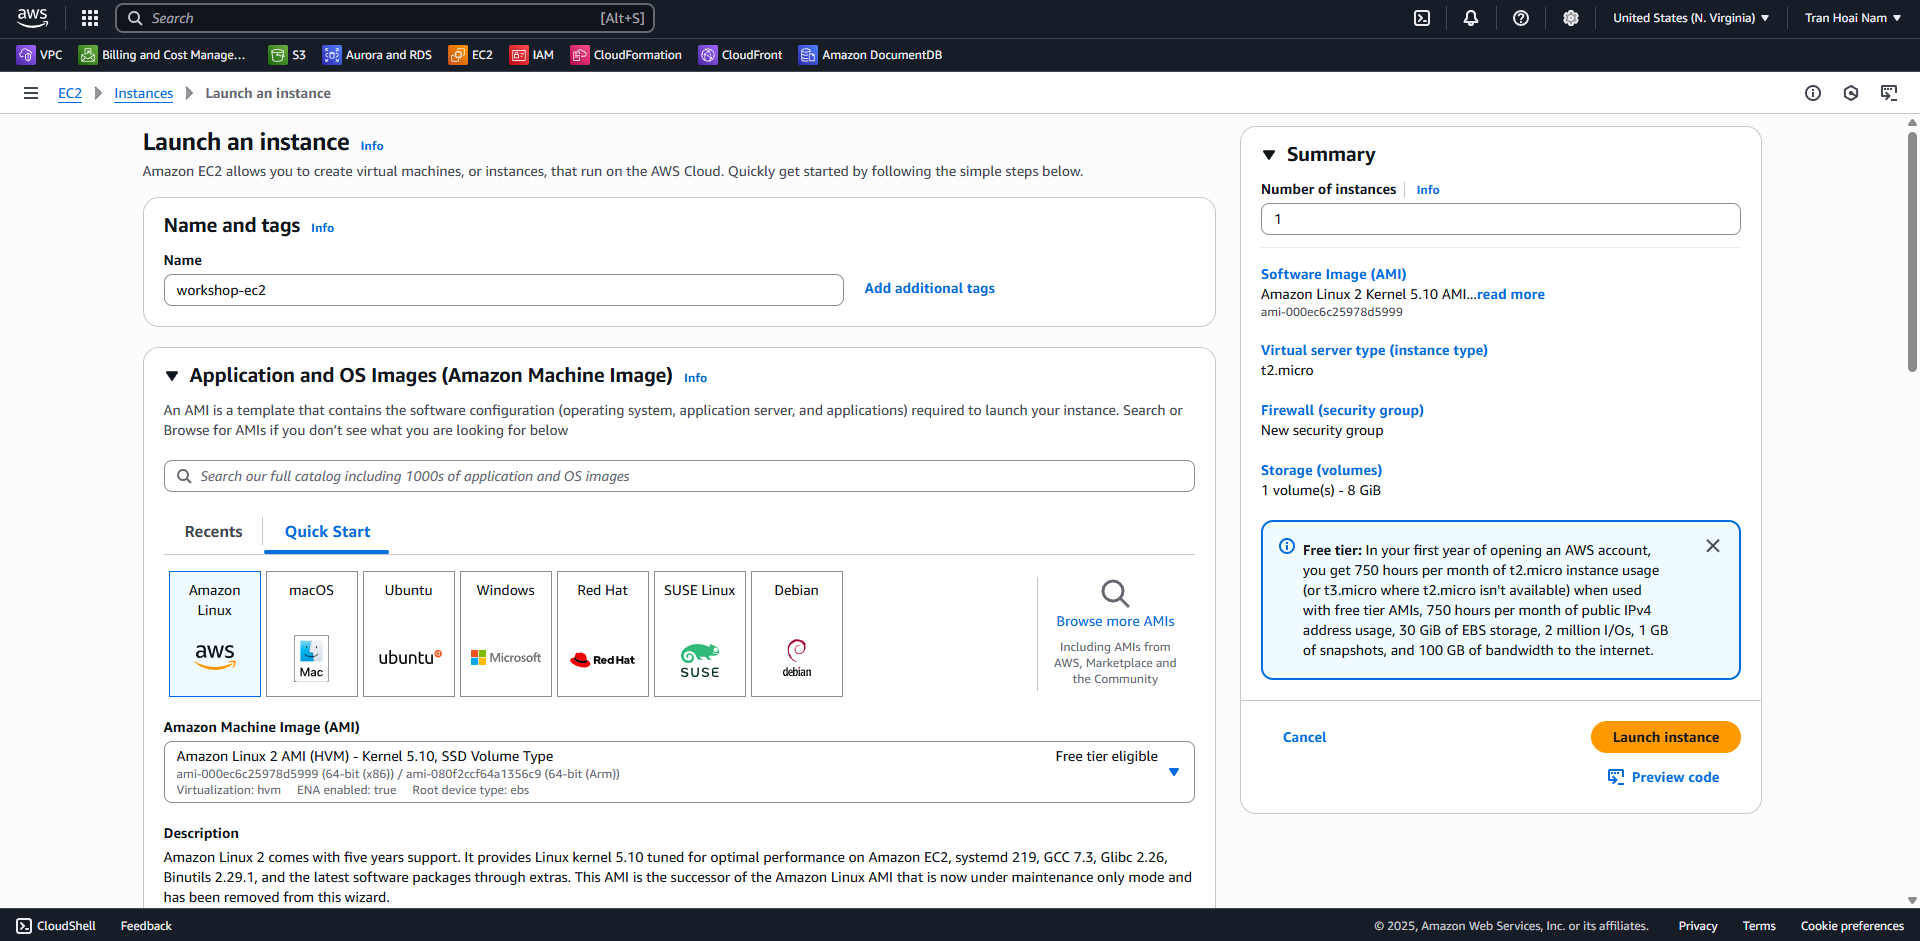 aws
Search [Alt+S]
United States (N. Virginia)
Tran Hoai Nam
VPC
Billing and Cost Manage...
S3
Aurora and RDS
EC2
IAM
CloudFormation
CloudFront
Amazon DocumentDB
EC2
Instances
Launch an instance
Launch an instance Info
Amazon EC2 allows you to create virtual machines, or instances, that run on the AWS Cloud. Quickly get started by following the simple steps below.
Name and tags Info
Name
workshop-ec2
Add additional tags
Application and OS Images (Amazon Machine Image) Info
An AMI is a template that contains the software configuration (operating system, application server, and applications) required to launch your instance. Search or
Browse for AMIs if you don't see what you are looking for below
Search our full catalog including 1000s of application and OS images
Recents
Quick Start
Amazon
Linux
aws
macOS
Mac
Ubuntu
ubuntu
Windows
Microsoft
Red Hat
Red Hat
SUSE Linux
SUSE
Debian
debian
Browse more AMIs
Including AMIs from
AWS, Marketplace and
the Community
Amazon Machine Image (AMI)
Amazon Linux 2 AMI (HVM) - Kernel 5.10, SSD Volume Type
Free tier eligible
ami-000ec6c25978d5999 (64-bit (x86)) / ami-080f2ccf64a1356c9 (64-bit (Arm))
Virtualization: hvm ENA enabled: true Root device type: ebs
Description
Amazon Linux 2 comes with five years support. It provides Linux kernel 5.10 tuned for optimal performance on Amazon EC2, systemd 219, GCC 7.3, Glibc 2.26,
Binutils 2.29.1, and the latest software packages through extras. This AMI is the successor of the Amazon Linux AMI that is now under maintenance only mode and
has been removed from this wizard.
Summary
Number of instances Info
1
Software Image (AMI)
Amazon Linux 2 Kernel 5.10 AMI...read more
ami-000ec6c25978d5999
Virtual server type (instance type)
t2.micro
Firewall (security group)
New security group
Storage (volumes)
1 volume(s) - 8 GiB
Free tier: In your first year of opening an AWS account,
you get 750 hours per month of t2.micro instance usage
(or t3.micro where t2.micro isn't available) when used
with free tier AMIs, 750 hours per month of public IPv4
address usage, 30 GiB of EBS storage, 2 million I/Os, 1 GB
of snapshots, and 100 GB of bandwidth to the internet.
Cancel
Launch instance
Preview code
CloudShell
Feedback
© 2025, Amazon Web Services, Inc. or its affiliates.
Privacy
Terms
Cookie preferences